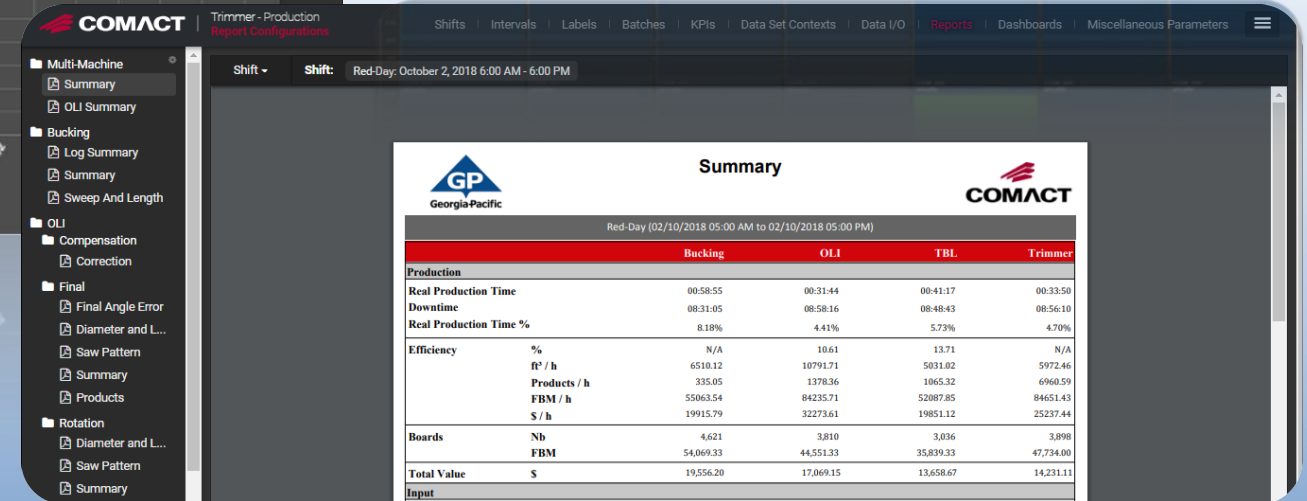 COMACT
Trimmer - Production
Report Configurations
Shifts Intervals Labels Batches KPIs Data Set Contexts Data I/O Reports Dashboards Miscellaneous Parameters
Multi-Machine
Summary
OLI Summary
Bucking
Log Summary
Summary
Sweep And Length
OLI
Compensation
Correction
Final
Final Angle Error
Diameter and L...
Saw Pattern
Summary
Products
Rotation
Diameter and L...
Saw Pattern
Summary
Shift Shift: Red-Day: October 2, 2018 6:00 AM - 6:00 PM
GP
Georgia-Pacific
Summary
COMACT
Red-Day (02/10/2018 05:00 AM to 02/10/2018 05:00 PM)
Bucking OLI TBL Trimmer
Production
Real Production Time 00:58:55 00:31:44 00:41:17 00:33:50
Downtime 08:31:05 08:58:16 08:48:43 08:56:10
Real Production Time % 8.18% 4.41% 5.73% 4.70%
Efficiency % N/A 10.61 13.71 N/A
ft³ / h 6510.12 10791.71 5031.02 5972.46
Products / h 335.05 1378.36 1065.32 6960.59
FBM / h 55063.54 84235.71 52087.85 84651.43
$ / h 19915.79 32273.61 19851.12 25237.44
Boards Nb 4,621 3,810 3,036 3,898
FBM 54,069.33 44,551.33 35,839.33 47,734.00
Total Value $ 19,556.20 17,069.15 13,658.67 14,231.11
Input